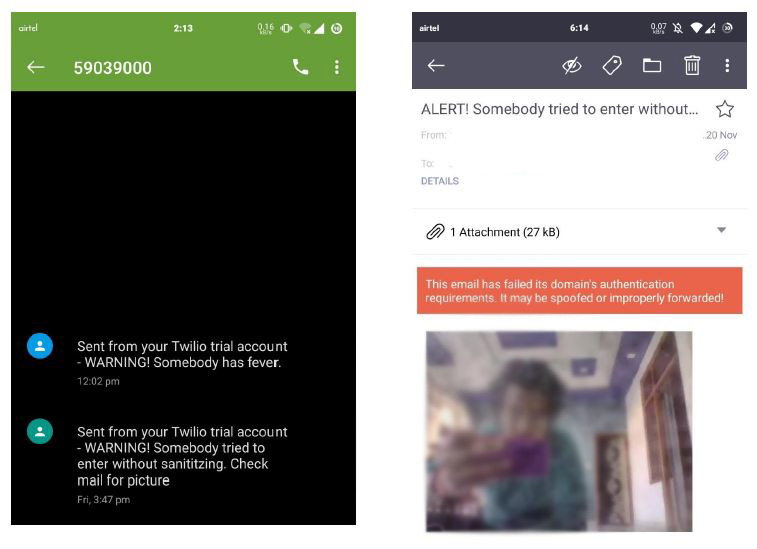 airtel
2:13
0.16
kB/s
59039000
Sent from your Twilio trial account
- WARNING! Somebody has fever.
12:02 pm
Sent from your Twilio trial account
- WARNING! Somebody tried to
enter without sanititzing. Check
mail for picture
Fri, 3:47 pm
airtel
6:14
0.07
kB/s
ALERT! Somebody tried to enter without...
From:
20 Nov
To:
DETAILS
1 Attachment (27 kB)
This email has failed its domain's authentication
requirements. It may be spoofed or improperly forwarded!